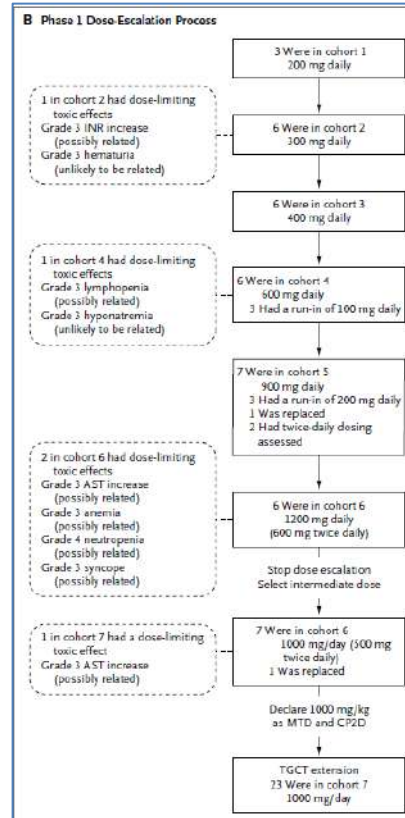 B Phase 1 Dose-Escalation Process
3 Were in cohort 1
200 mg daily
1 in cohort 2 had dose-limiting
toxic effects
Grade 3 INR increase
(possibly related)
Grade 3 hematuria
(unlikely to be related)
6 Were in cohort 2
300 mg daily
6 Were in cohort 3
400 mg daily
1 in cohort 4 had dose-limiting
toxic effects
Grade 3 lymphopenia
(possibly related)
Grade 3 hyponatremia
(unlikely to be related)
6 Were in cohort 4
600 mg daily
3 Had a run-in of 100 mg daily
7 Were in cohort 5
900 mg daily
3 Had a run-in of 200 mg daily
1 Was replaced
2 Had twice-daily dosing
assessed
2 in cohort 6 had dose-limiting
toxic effects
Grade 3 AST increase
(possibly related)
Grade 3 anemia
(possibly related)
Grade 4 neutropenia
(possibly related)
Grade 3 syncope
(possibly related)
6 Were in cohort 6
1200 mg daily
(600 mg twice daily)
Stop dose escalation
Select intermediate dose
1 in cohort 7 had a dose-limiting
toxic effect
Grade 3 AST increase
(possibly related)
7 Were in cohort 6
1000 mg/day (500 mg
twice daily)
1 Was replaced
Declare 1000 mg/kg
as MTD and CP2D
TGCT extension
23 Were in cohort 7
1000 mg/day